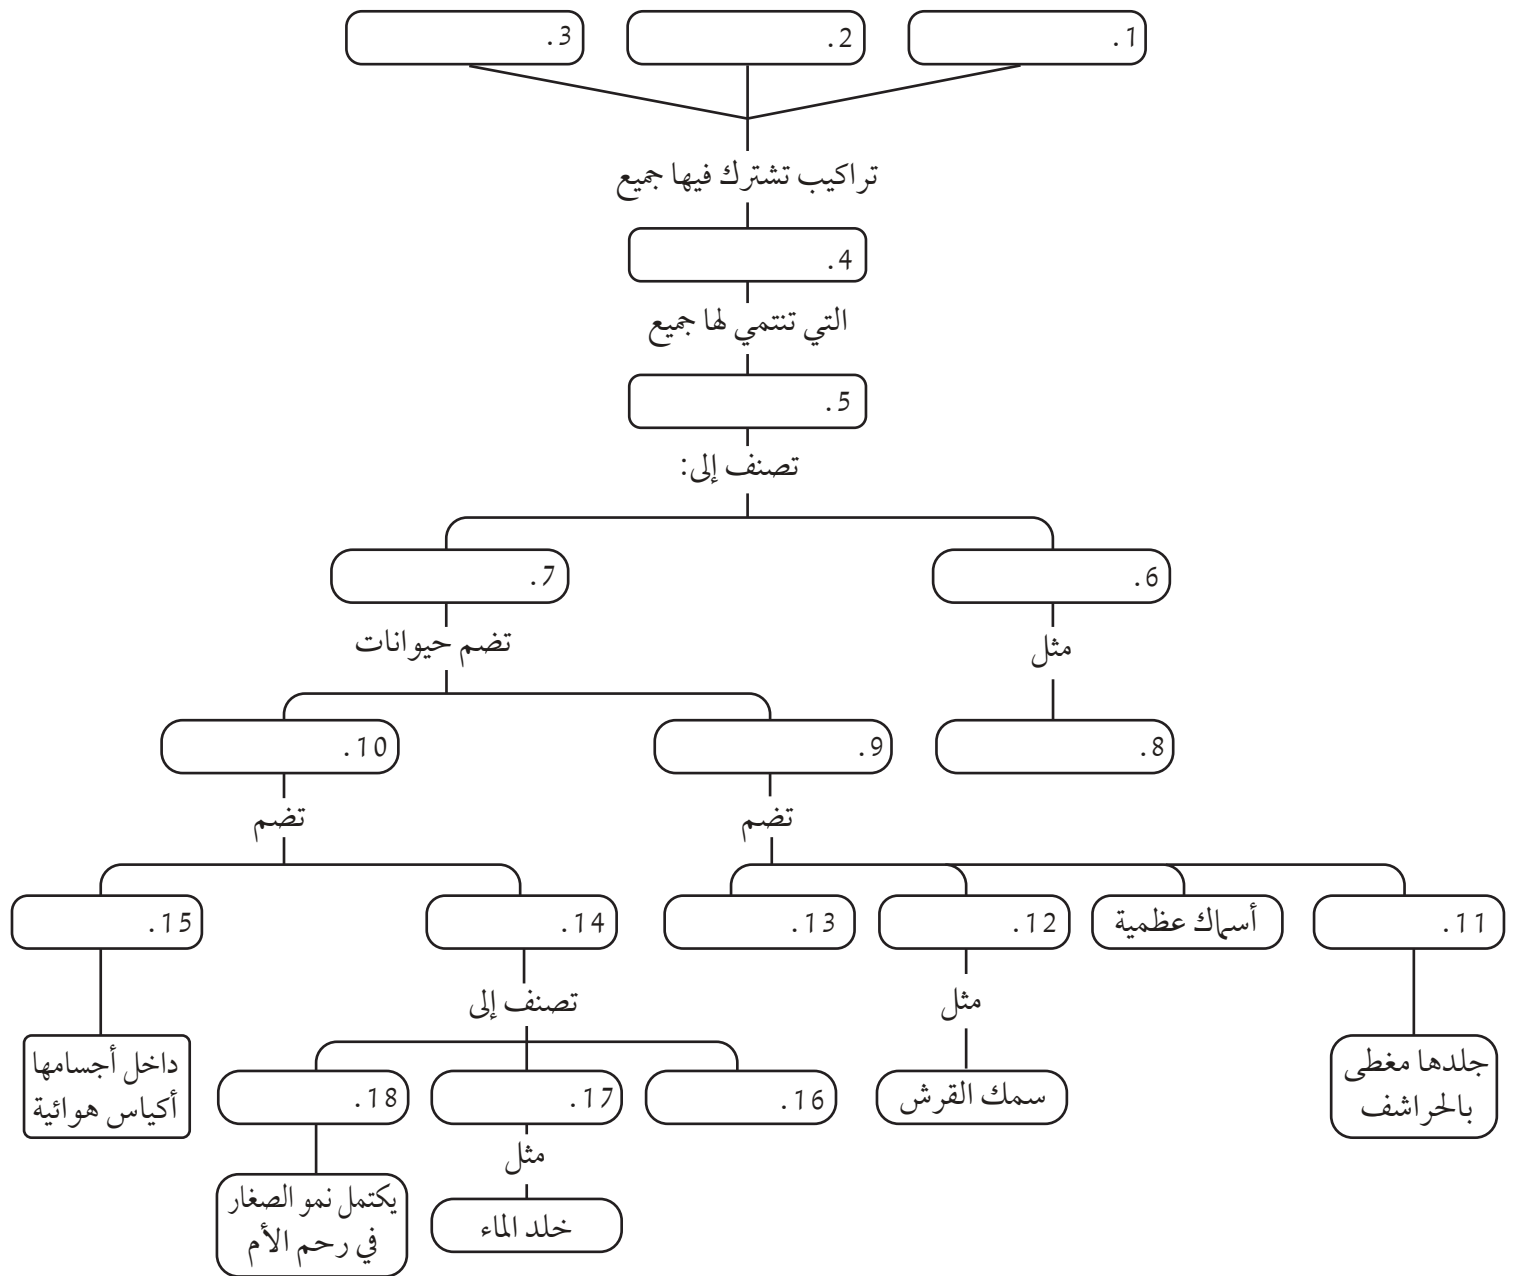 1.
2.
3.
تراكيب تشترك فيها جميع
4.
التي تنتمي لها جميع
5.
تصنف إلى:
6.
7.
مثل
تضم حيوانات
8.
9.
10.
تضم
تضم
11.
أسماك عظمية
12.
13.
14.
15.
جلدها مغطى
بالحراشف
مثل
سمك القرش
تصنف إلى
داخل أجسامها
أكياس هوائية
16.
17.
18.
مثل
خلد الماء
يكتمل نمو الصغار
في رحم الأم